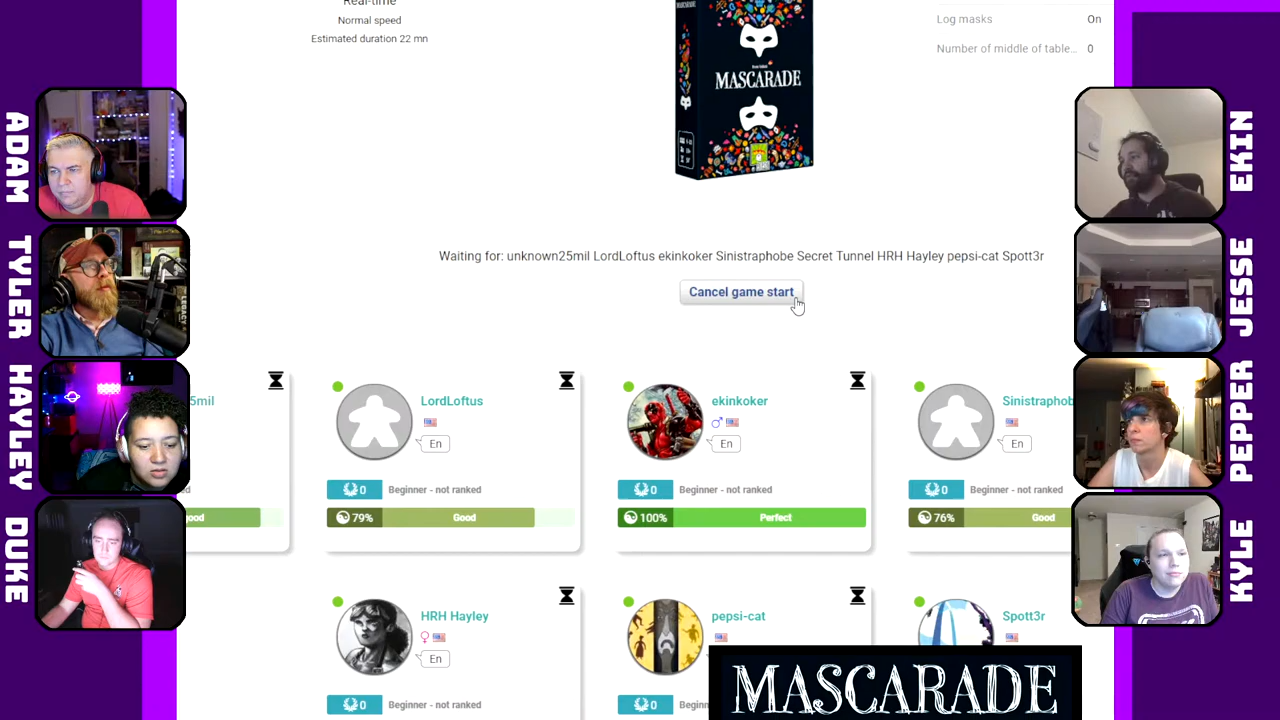 Real-time
Normal speed
Estimated duration 22 mn
MASCARADE
Log masks On
Number of middle of table... 0
ADAM
TYLER
HAYLEY
DUKE
EKIN
JESSE
PEPPER
KYLE
Waiting for: unknown25mil LordLoftus ekinkoker Sinistraphobe Secret Tunnel HRH Hayley pepsi-cat Spott3r
Cancel game start
5mil
LordLoftus
En
0 Beginner - not ranked
79% Good
ekinkoker
En
0 Beginner - not ranked
100% Perfect
Sinistraphob
En
0 Beginner - not ranked
76% Good
ed
good
HRH Hayley
En
0 Beginner - not ranked
pepsi-cat
0 Beginn
Spott3r
MASCARADE